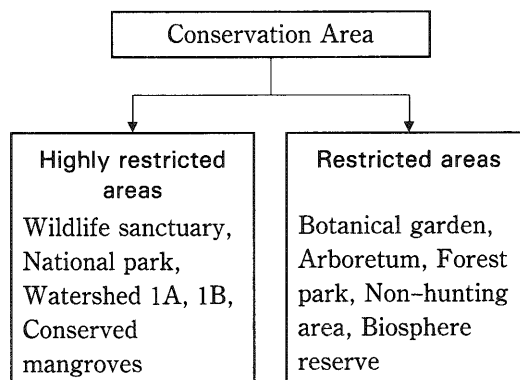 Conservation Area
Highly restricted
areas
Wildlife sanctuary,
National park,
Watershed 1A, 1B,
Conserved
mangroves
Restricted areas
Botanical garden,
Arboretum, Forest
park, Non-hunting
area, Biosphere
reserve